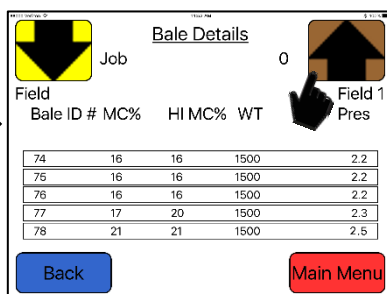 Bale Details
Job 0
Field Field 1
Bale ID # MC% HI MC% WT Pres
74 16 16 1500 2.2
75 16 16 1500 2.2
76 16 16 1500 2.2
77 17 20 1500 2.3
78 21 21 1500 2.5
Back Main Menu